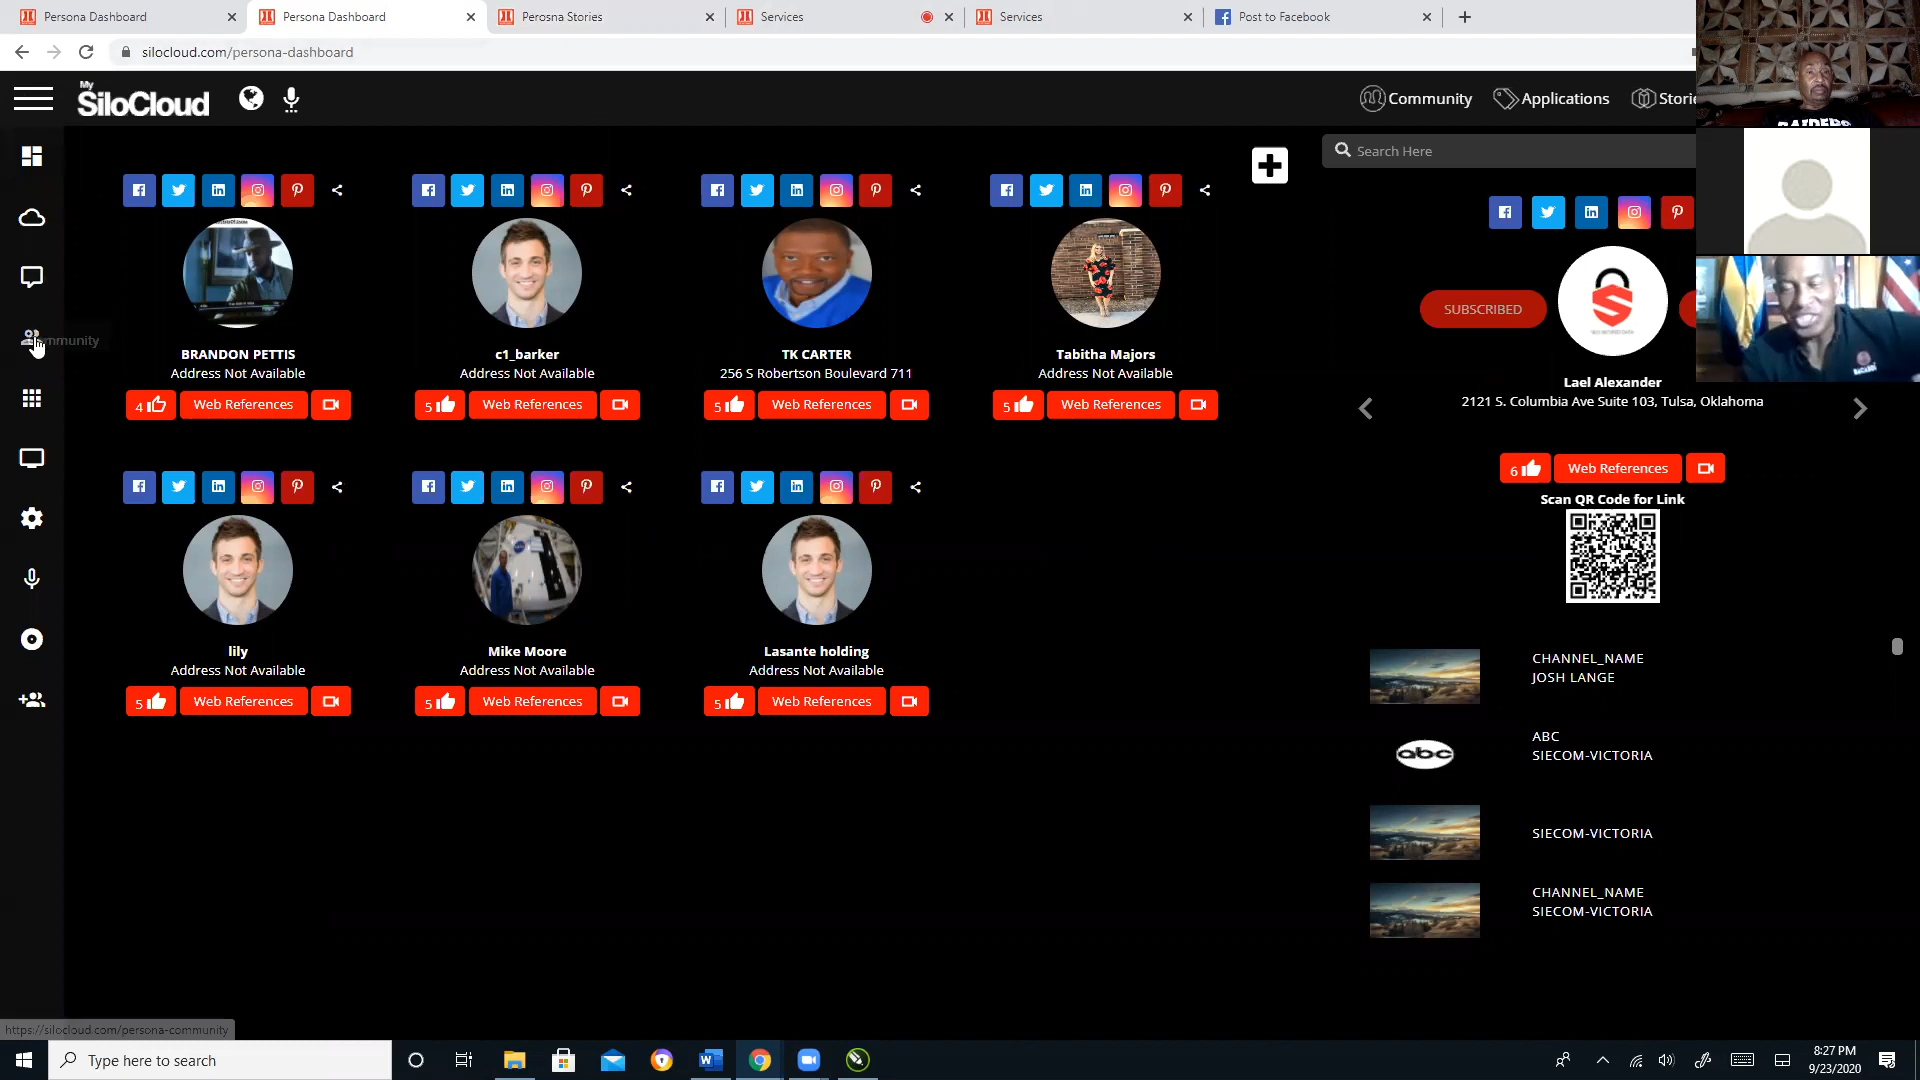 Persona Dashboard
Persona Dashboard
Perosna Stories
Services
Services
Post to Facebook
silocloud.com/persona-dashboard
My
SiloCloud
Community
Applications
Storie
RAIDERS
Search Here
BRANDON PETTIS
Address Not Available
4
Web References
c1_barker
Address Not Available
5
Web References
TK CARTER
256 S Robertson Boulevard 711
5
Web References
Tabitha Majors
Address Not Available
5
Web References
lily
Address Not Available
5
Web References
Mike Moore
Address Not Available
5
Web References
Lasante holding
Address Not Available
5
Web References
SUBSCRIBED
Lael Alexander
2121 S. Columbia Ave Suite 103, Tulsa, Oklahoma
6
Web References
Scan QR Code for Link
CHANNEL_NAME
JOSH LANGE
abc
ABC
SIECOM-VICTORIA
SIECOM-VICTORIA
CHANNEL_NAME
SIECOM-VICTORIA
https://silocloud.com/persona-community
Type here to search
8:27 PM
9/23/2020